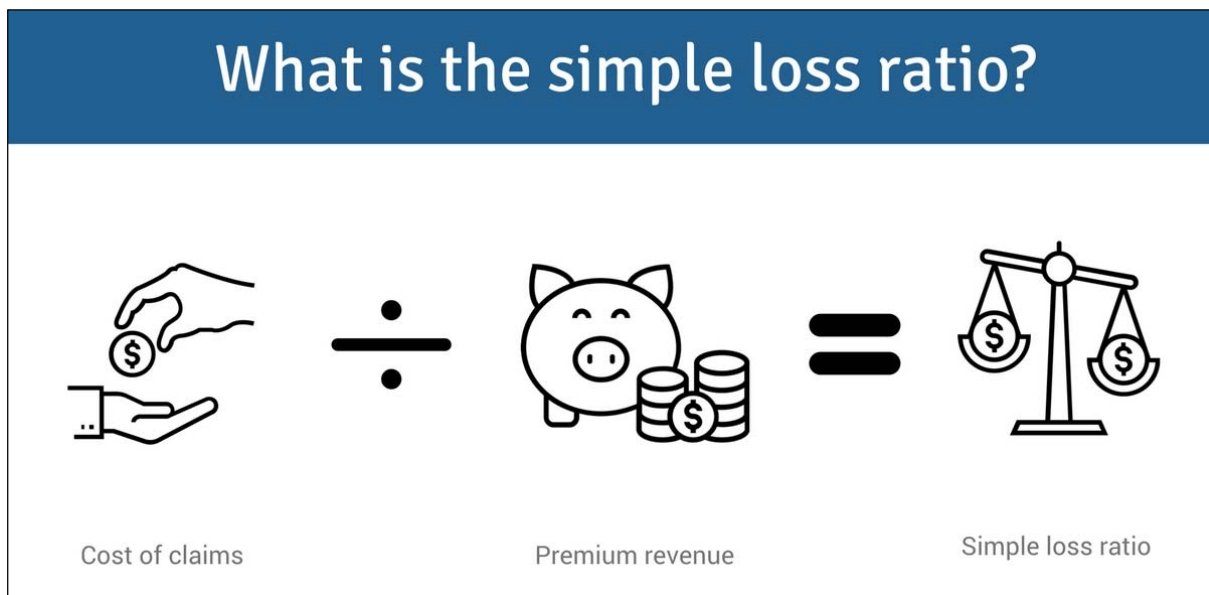 What is the simple loss ratio?
$
$
$
$
Cost of claims
Premium revenue
Simple loss ratio